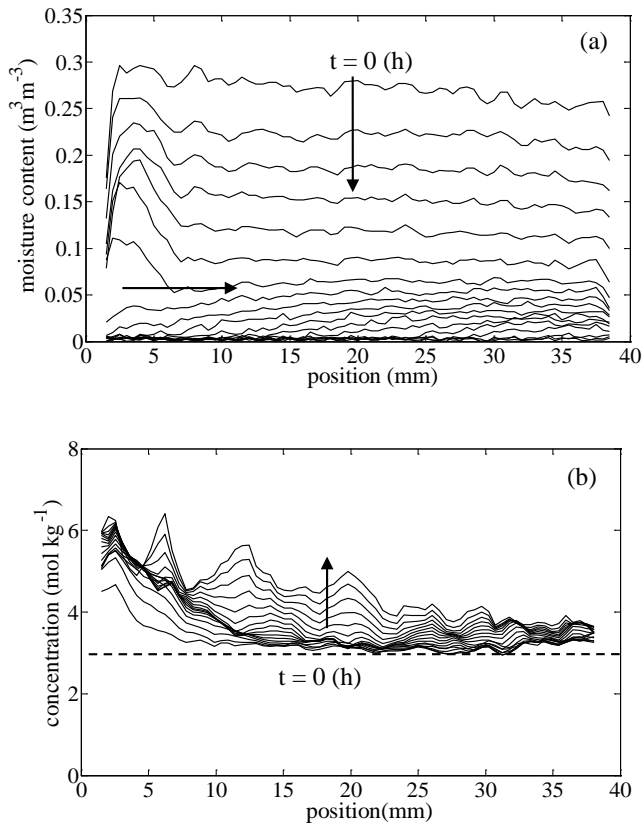 (a)
t = 0 (h)
0.35
0.3
0.25
0.2
0.15
0.1
0.05
0
moisture content (m³ m⁻³)
0 5 10 15 20 25 30 35 40
position (mm)
(b)
8
6
4
2
0
concentration (mol kg⁻¹)
t = 0 (h)
0 5 10 15 20 25 30 35 40
position(mm)